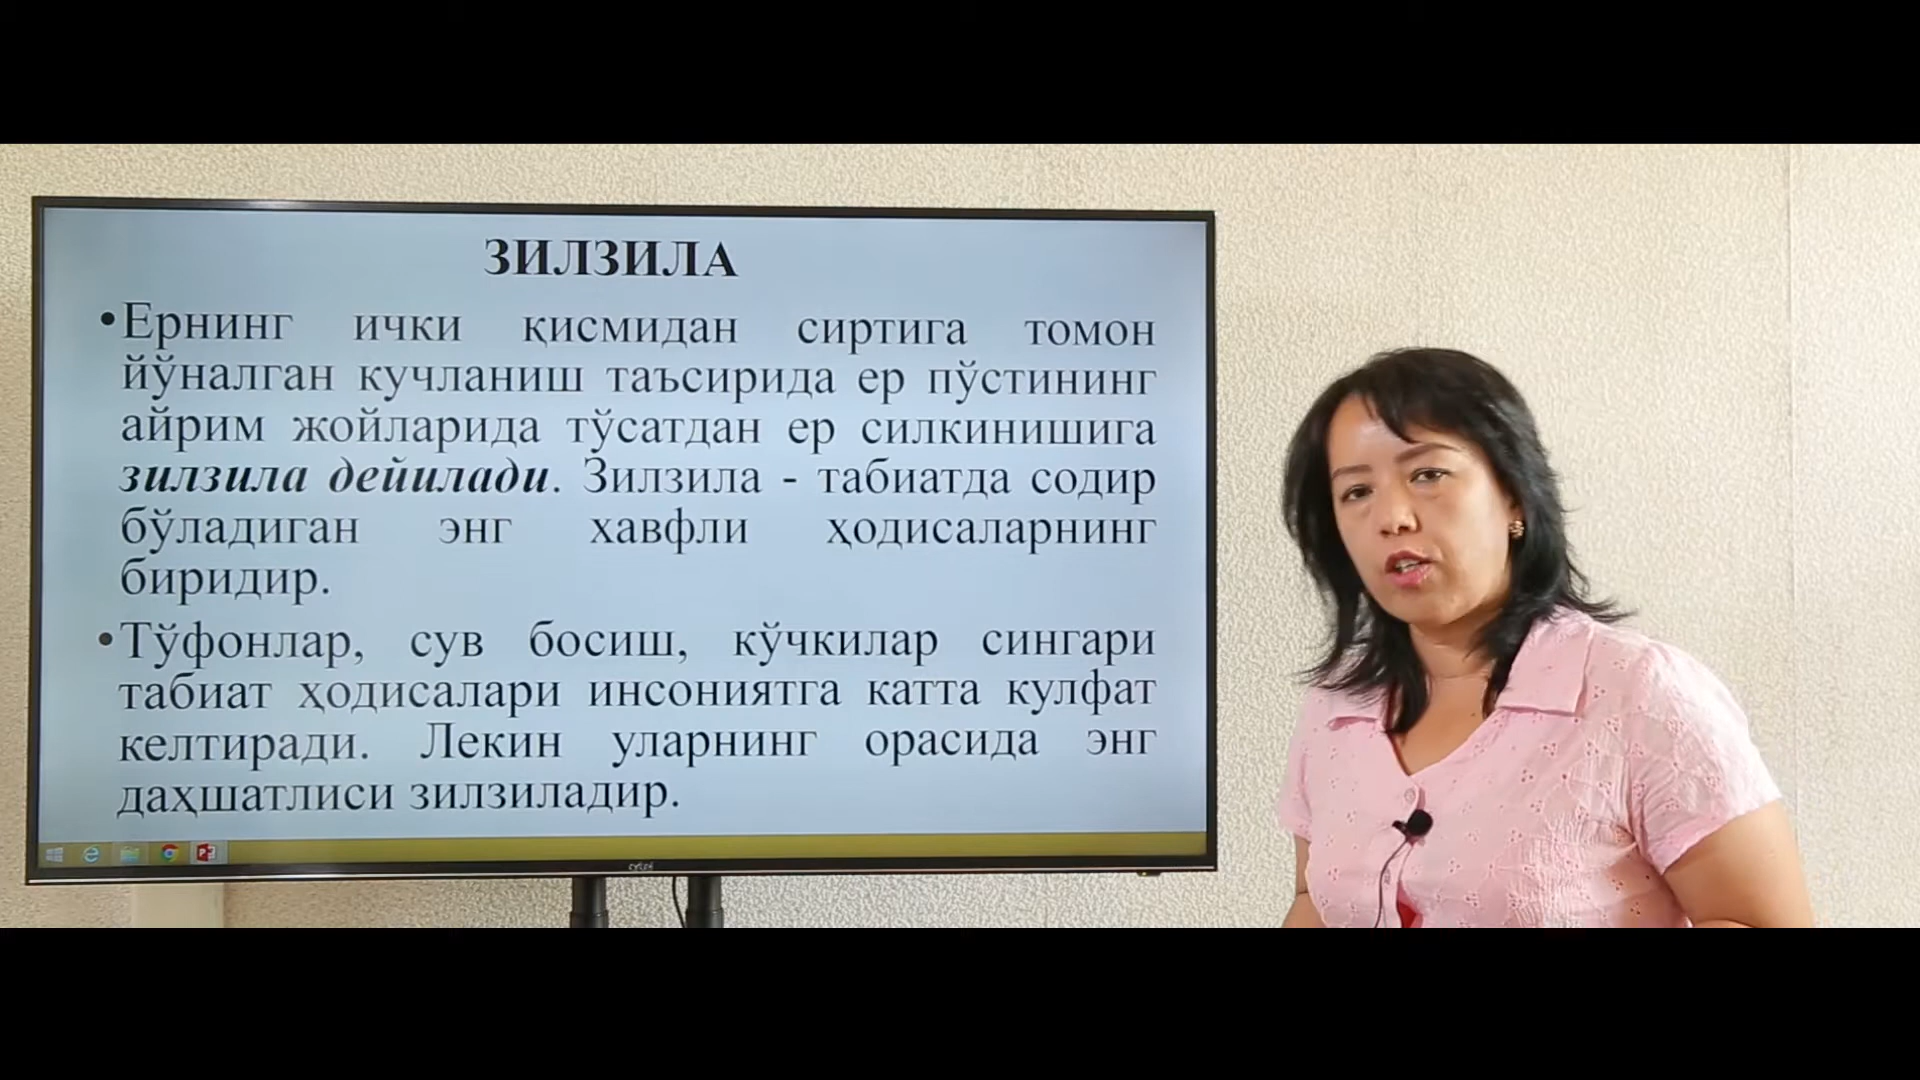 ЗИЛЗИЛА
•Ернинг ички қисмидан сиртига томон
йўналган кучланиш таъсирида ер пўстининг
айрим жойларида тўсатдан ер силкинишига
зилзила дейилади. Зилзила - табиатда содир
бўладиган энг хавфли ҳодисаларнинг
биридир.
•Тўфонлар, сув босиш, кўчкилар сингари
табиат ҳодисалари инсониятга катта кулфат
келтиради. Лекин уларнинг орасида энг
даҳшатлиси зилзиладир.